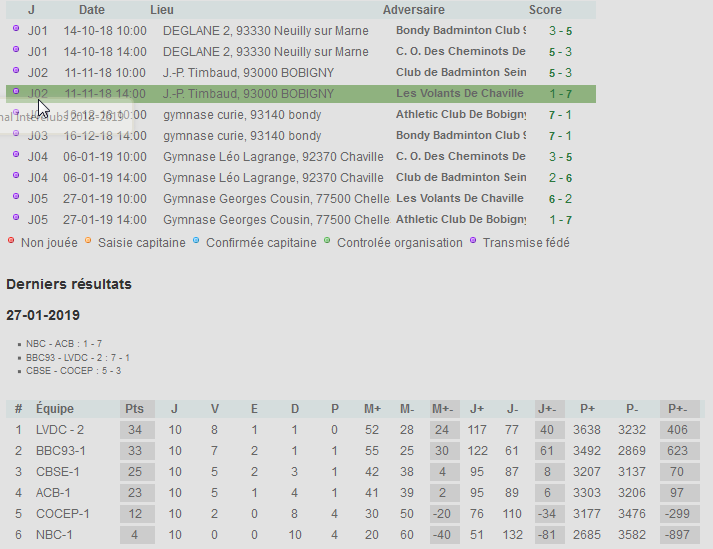 J Date Lieu Adversaire Score
J01 14-10-18 10:00 DEGLANE 2, 93330 Neuilly sur Marne Bondy Badminton Club 3 - 5
J01 14-10-18 14:00 DEGLANE 2, 93330 Neuilly sur Marne C. O. Des Cheminots De 5 - 3
J02 11-11-18 10:00 J.-P. Timbaud, 93000 BOBIGNY Club de Badminton Sein 5 - 3
J02 11-11-18 14:00 J.-P. Timbaud, 93000 BOBIGNY Les Volants De Chaville 1 - 7
J03 16-12-18 10:00 gymnase curie, 93140 bondy Athletic Club De Bobigny 7 - 1
nal Interclubs 2018-2019
J03 16-12-18 14:00 gymnase curie, 93140 bondy Bondy Badminton Club 7 - 1
J04 06-01-19 10:00 Gymnase Léo Lagrange, 92370 Chaville C. O. Des Cheminots De 3 - 5
J04 06-01-19 14:00 Gymnase Léo Lagrange, 92370 Chaville Club de Badminton Sein 2 - 6
J05 27-01-19 10:00 Gymnase Georges Cousin, 77500 Chelle Les Volants De Chaville 6 - 2
J05 27-01-19 14:00 Gymnase Georges Cousin, 77500 Chelle Athletic Club De Bobigny 1 - 7
Non jouée Saisie capitaine Confirmée capitaine Controlée organisation Transmise fédé
Derniers résultats
27-01-2019
NBC - ACB : 1 - 7
BBC93 - LVDC - 2 : 7 - 1
CBSE - COCEP : 5 - 3
# Équipe Pts J V E D P M+ M- M+- J+ J- J+- P+ P- P+-
1 LVDC - 2 34 10 8 1 1 0 52 28 24 117 77 40 3638 3232 406
2 BBC93-1 33 10 7 2 1 1 55 25 30 122 61 61 3492 2869 623
3 CBSE-1 25 10 5 2 3 1 42 38 4 95 87 8 3207 3137 70
4 ACB-1 23 10 5 1 4 1 41 39 2 95 89 6 3303 3206 97
5 COCEP-1 12 10 2 0 8 4 30 50 -20 76 110 -34 3177 3476 -299
6 NBC-1 4 10 0 0 10 4 20 60 -40 51 132 -81 2685 3582 -897